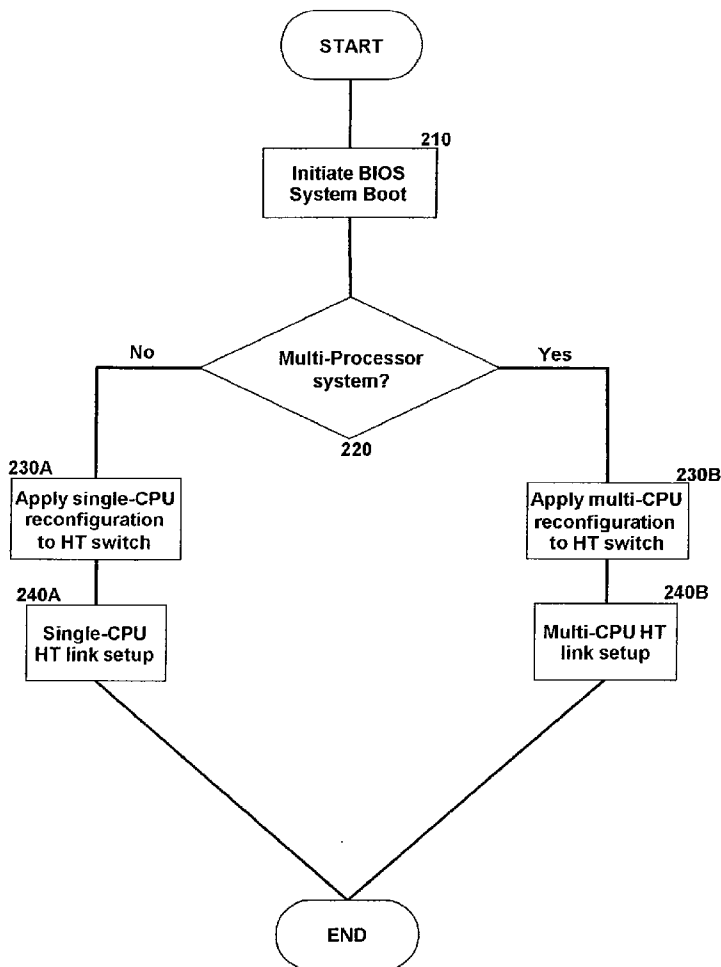 START
210
Initiate BIOS
System Boot
No
Yes
Multi-Processor
system?
220
230A
Apply single-CPU
reconfiguration
to HT switch
230B
Apply multi-CPU
reconfiguration
to HT switch
240A
Single-CPU
HT link setup
240B
Multi-CPU HT
link setup
END